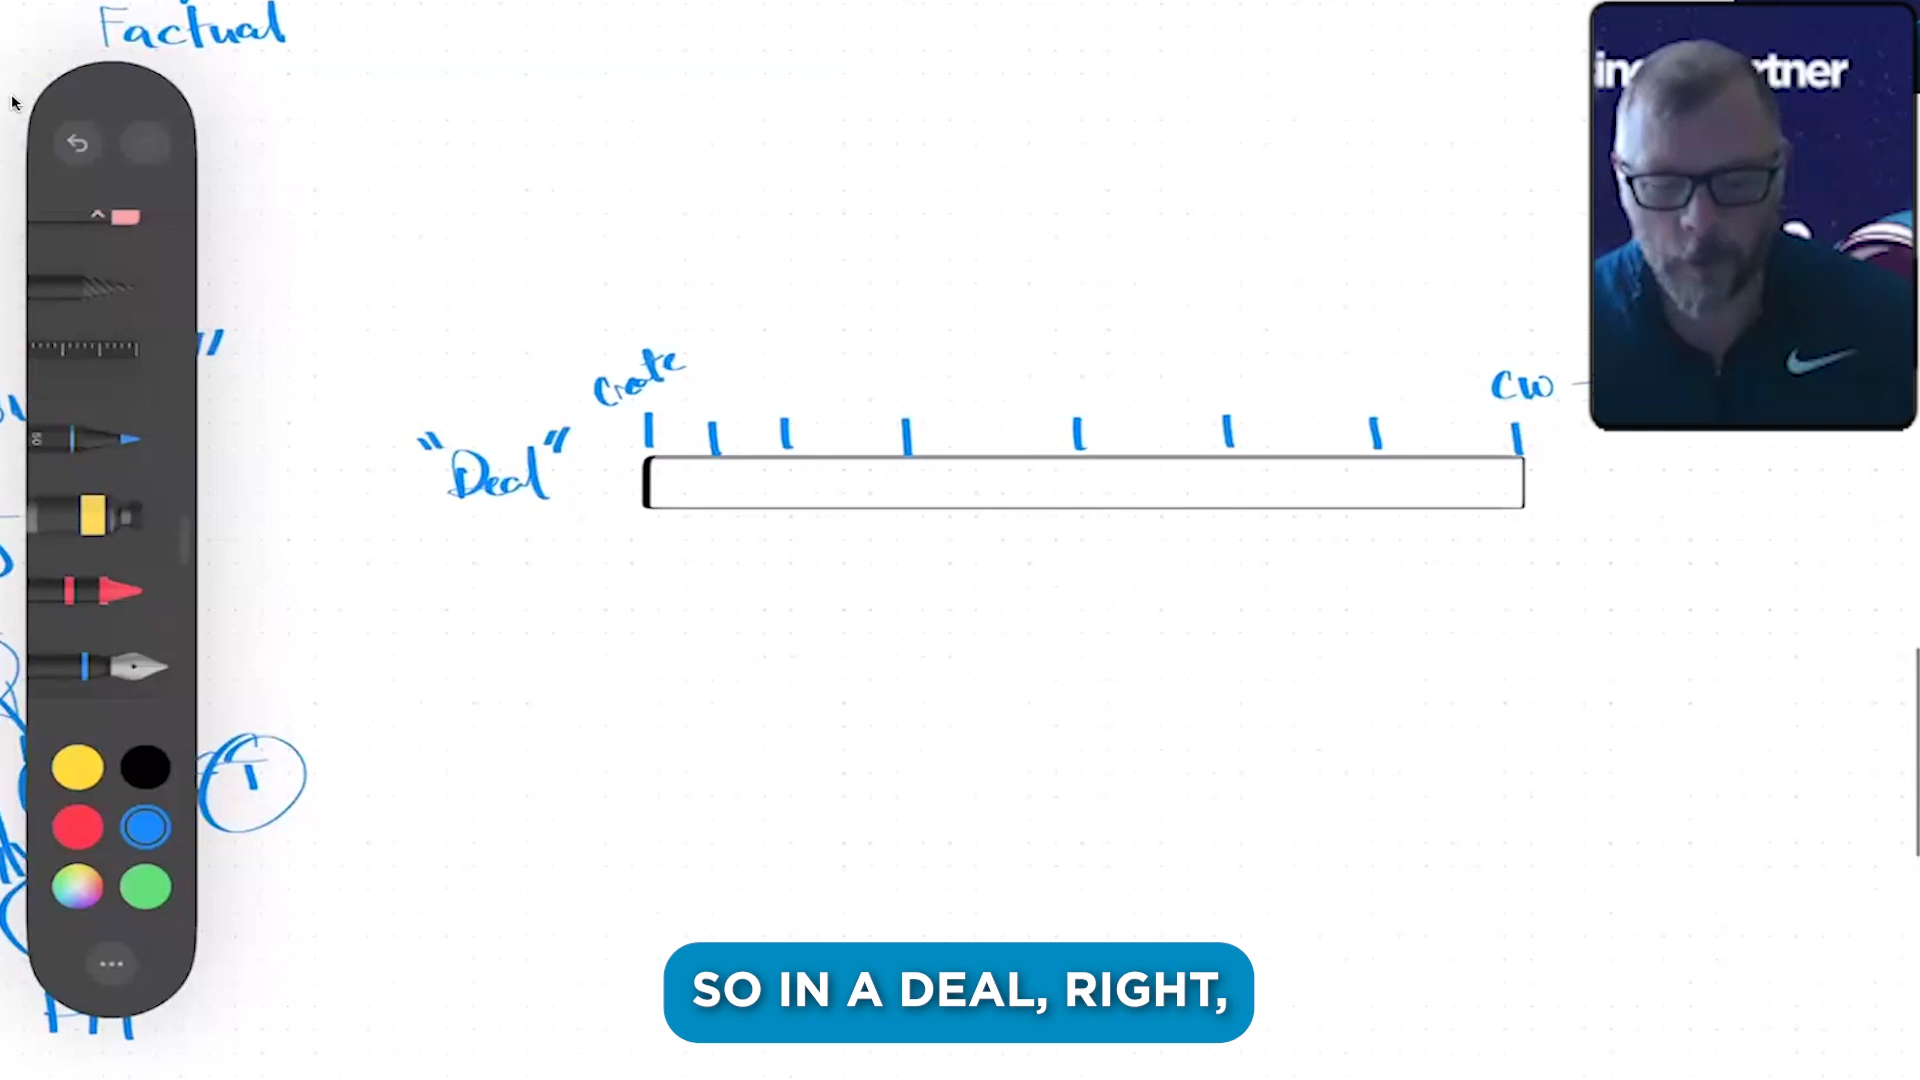 Factual
Create
CW
"Deal"
SO IN A DEAL, RIGHT,